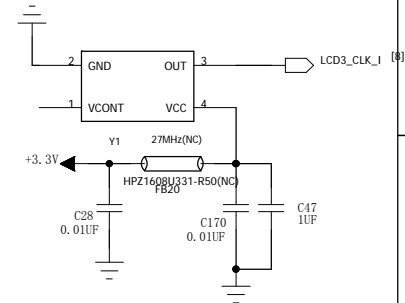 2 GND OUT 3 LCD3_CLK_I [8]
1 VCONT VCC 4
Y1 27MHz(NC)
+3.3V
HPZ1608U331-R50(NC)
FB20
C28
0.01UF
C170
0.01UF
C47
1UF